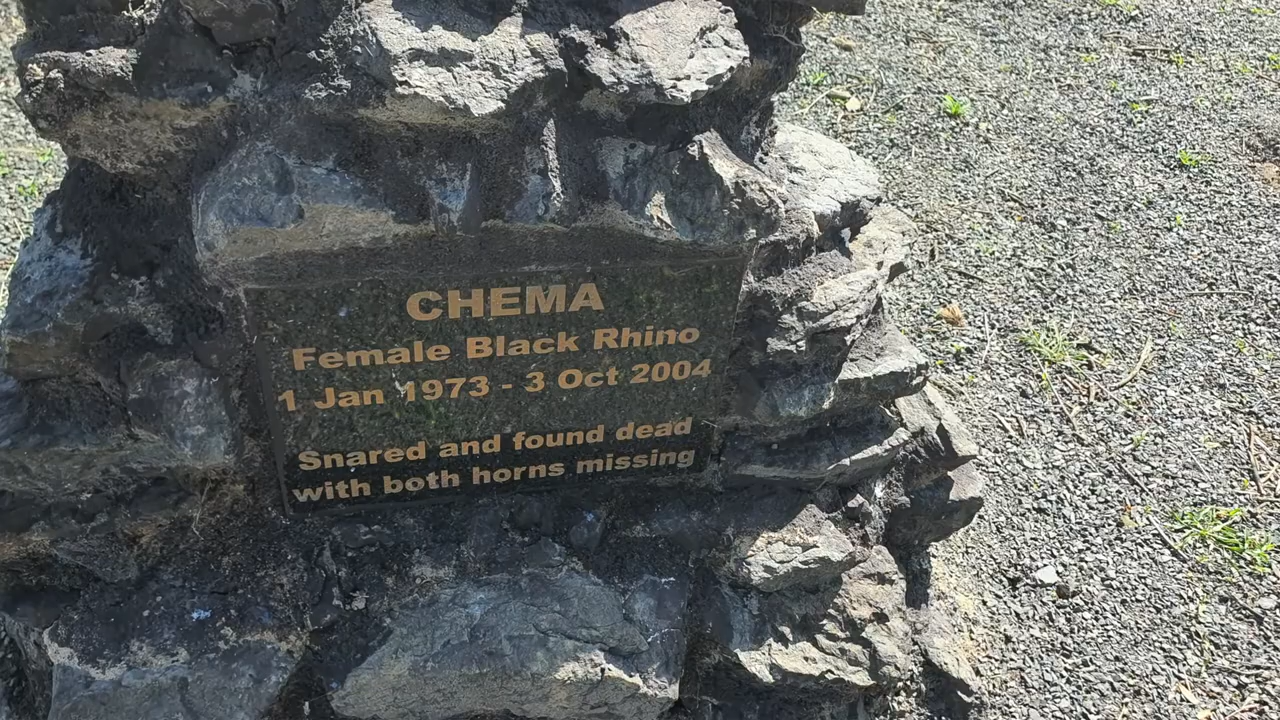 CHEMA
Female Black Rhino
1 Jan 1973 - 3 Oct 2004
Snared and found dead
with both horns missing